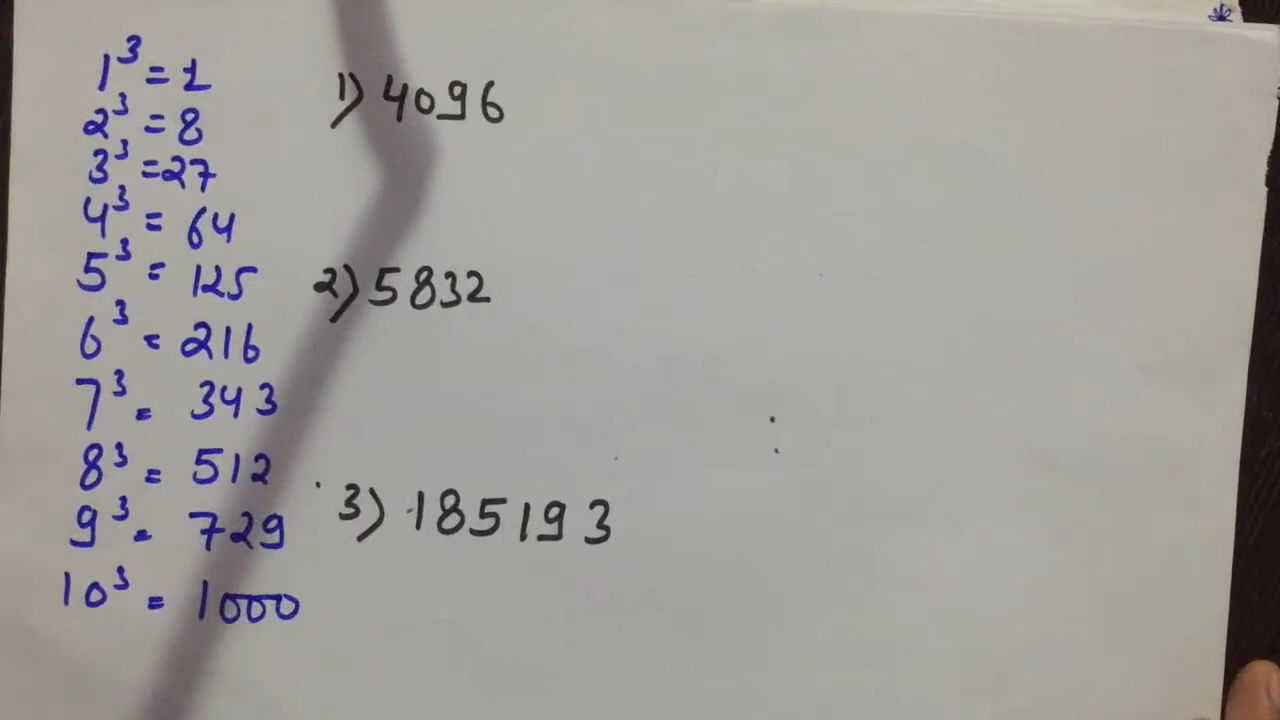 1³ = 1
2³ = 8
3³ = 27
4³ = 64
5³ = 125
6³ = 216
7³ = 343
8³ = 512
9³ = 729
10³ = 1000
1) 4096
2) 5832
3) 185193